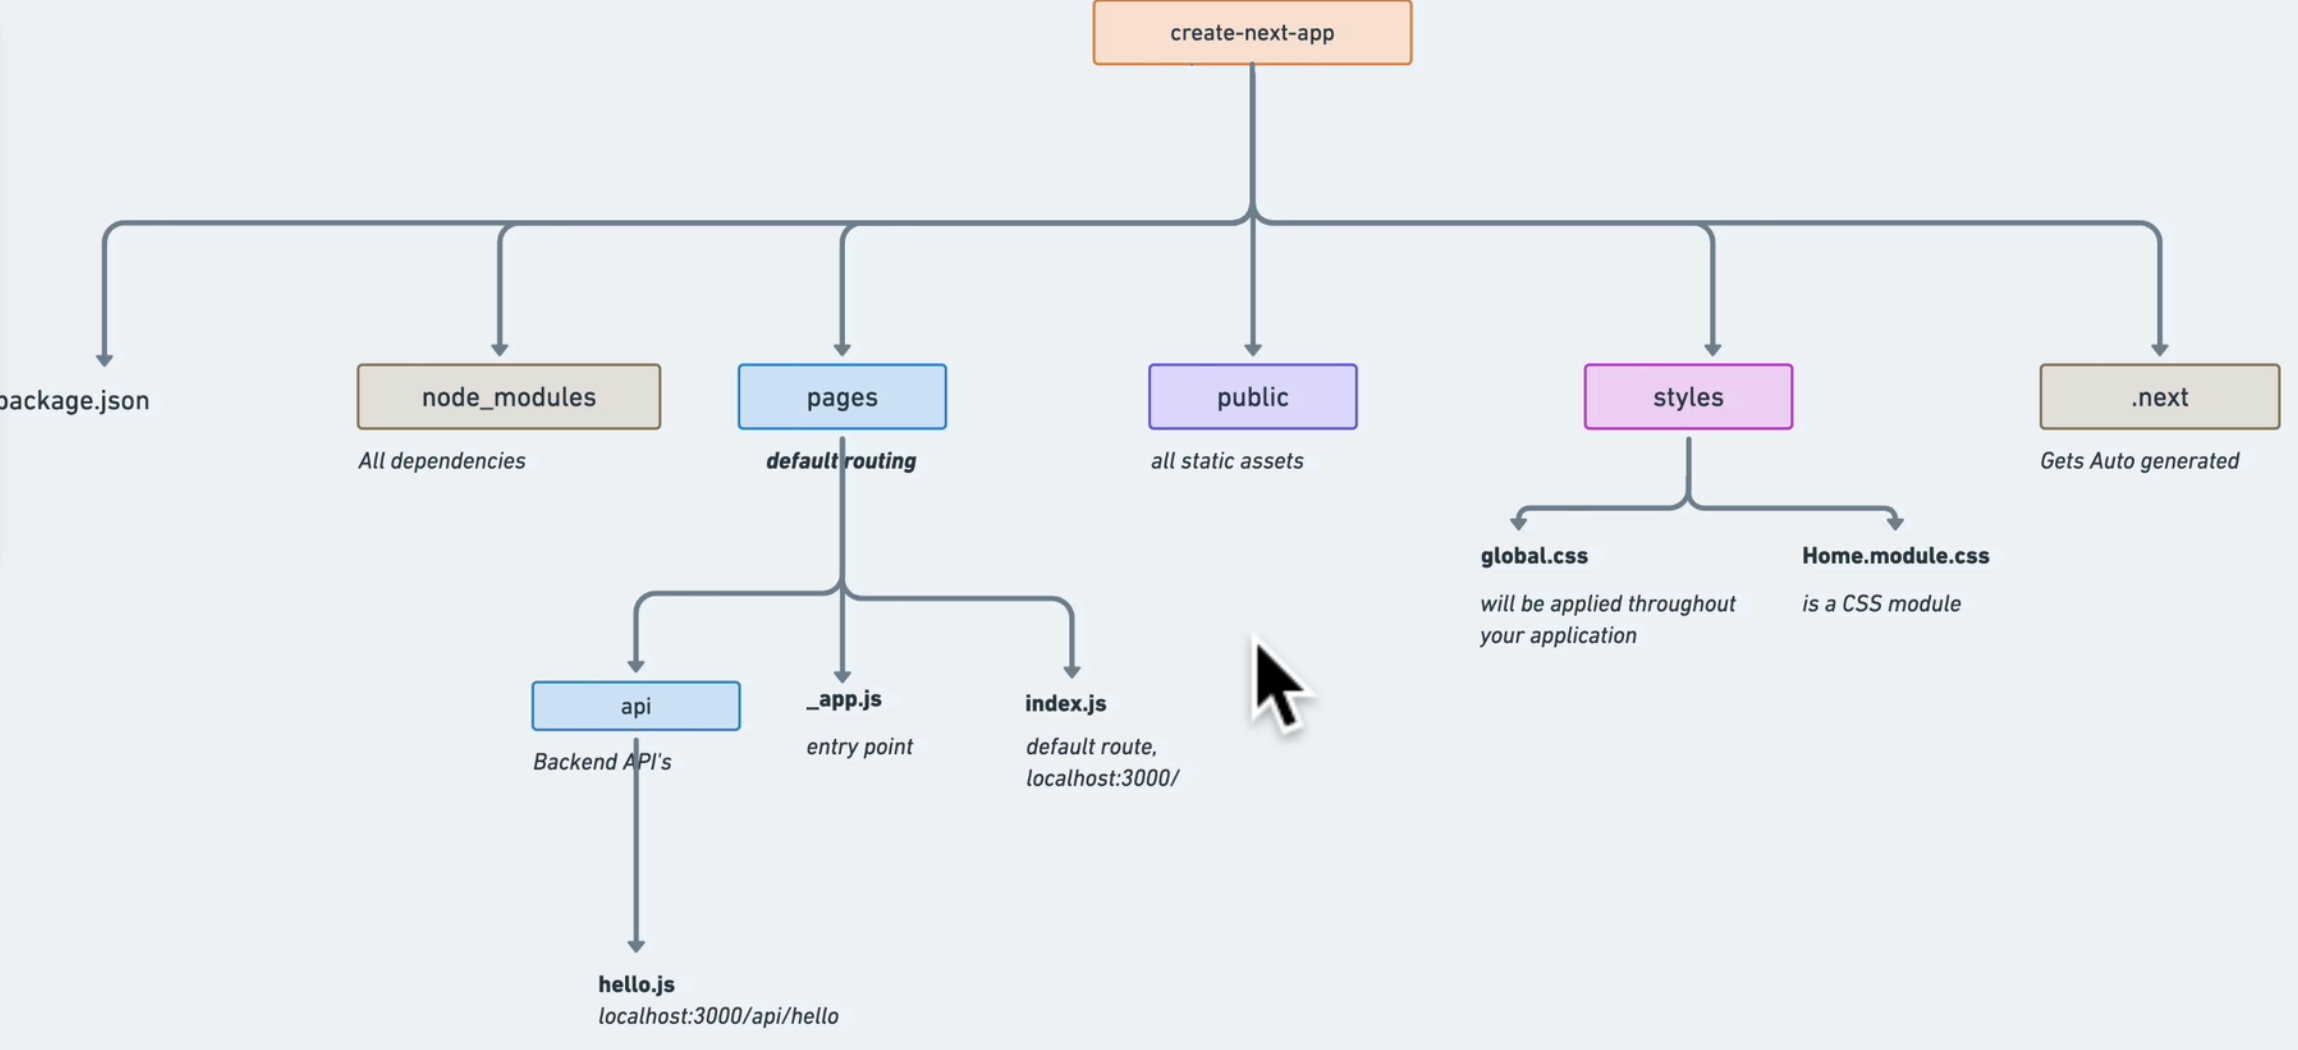 create-next-app
package.json
node_modules
pages
public
styles
.next
All dependencies
default routing
all static assets
Gets Auto generated
global.css
Home.module.css
will be applied throughout
your application
is a CSS module
api
_app.js
index.js
Backend API's
entry point
default route,
localhost:3000/
hello.js
localhost:3000/api/hello